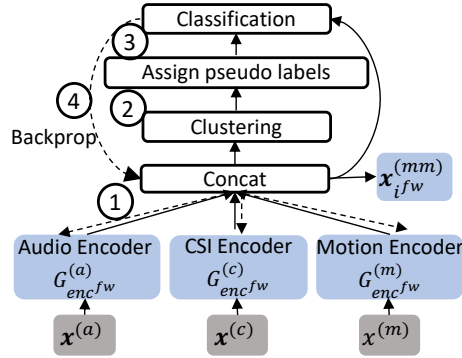 Classification
③
Assign pseudo labels
④
②
Backprop
Clustering
Concat
x_{i^{fw}}^{(mm)}
①
Audio Encoder CSI Encoder Motion Encoder
G_{enc^{fw}}^{(a)} G_{enc^{fw}}^{(c)} G_{enc^{fw}}^{(m)}
x^{(a)} x^{(c)} x^{(m)}